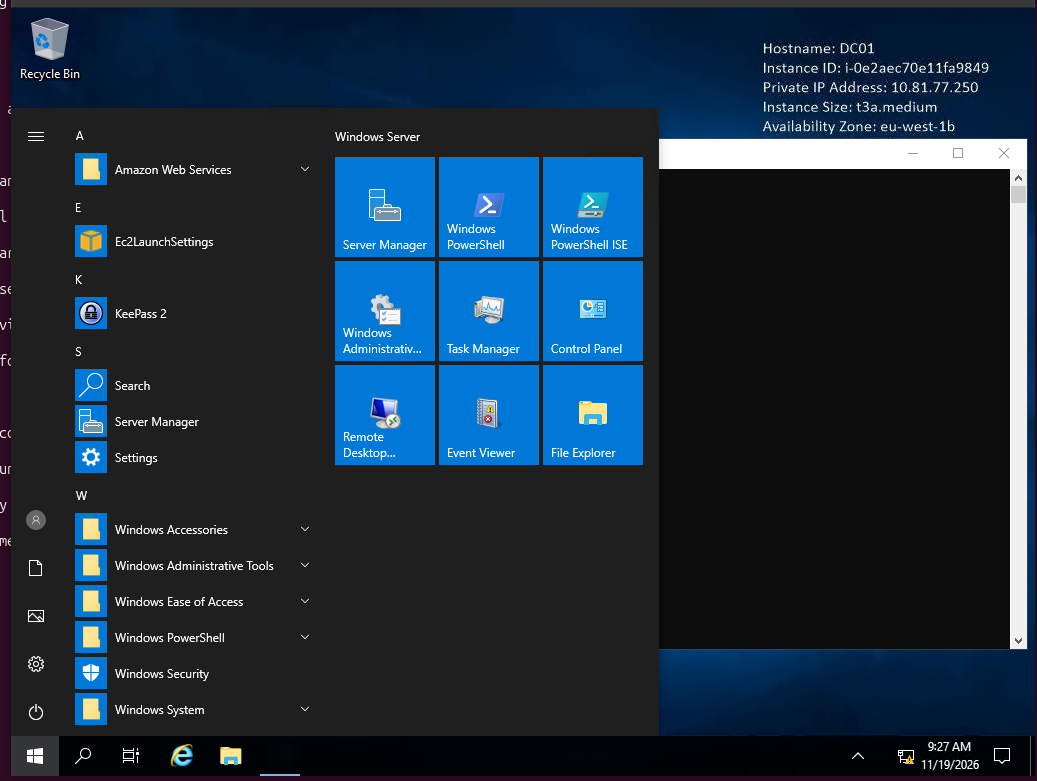 Recycle Bin
Hostname: DC01
Instance ID: i-0e2aec70e11fa9849
Private IP Address: 10.81.77.250
Instance Size: t3a.medium
Availability Zone: eu-west-1b
A
Amazon Web Services
E
Ec2LaunchSettings
K
KeePass 2
S
Search
Server Manager
Settings
W
Windows Accessories
Windows Administrative Tools
Windows Ease of Access
Windows PowerShell
Windows Security
Windows System
Windows Server
Server Manager
Windows
PowerShell
Windows
PowerShell ISE
Windows
Administrativ...
Task Manager
Control Panel
Remote
Desktop...
Event Viewer
File Explorer
9:27 AM
11/19/2026